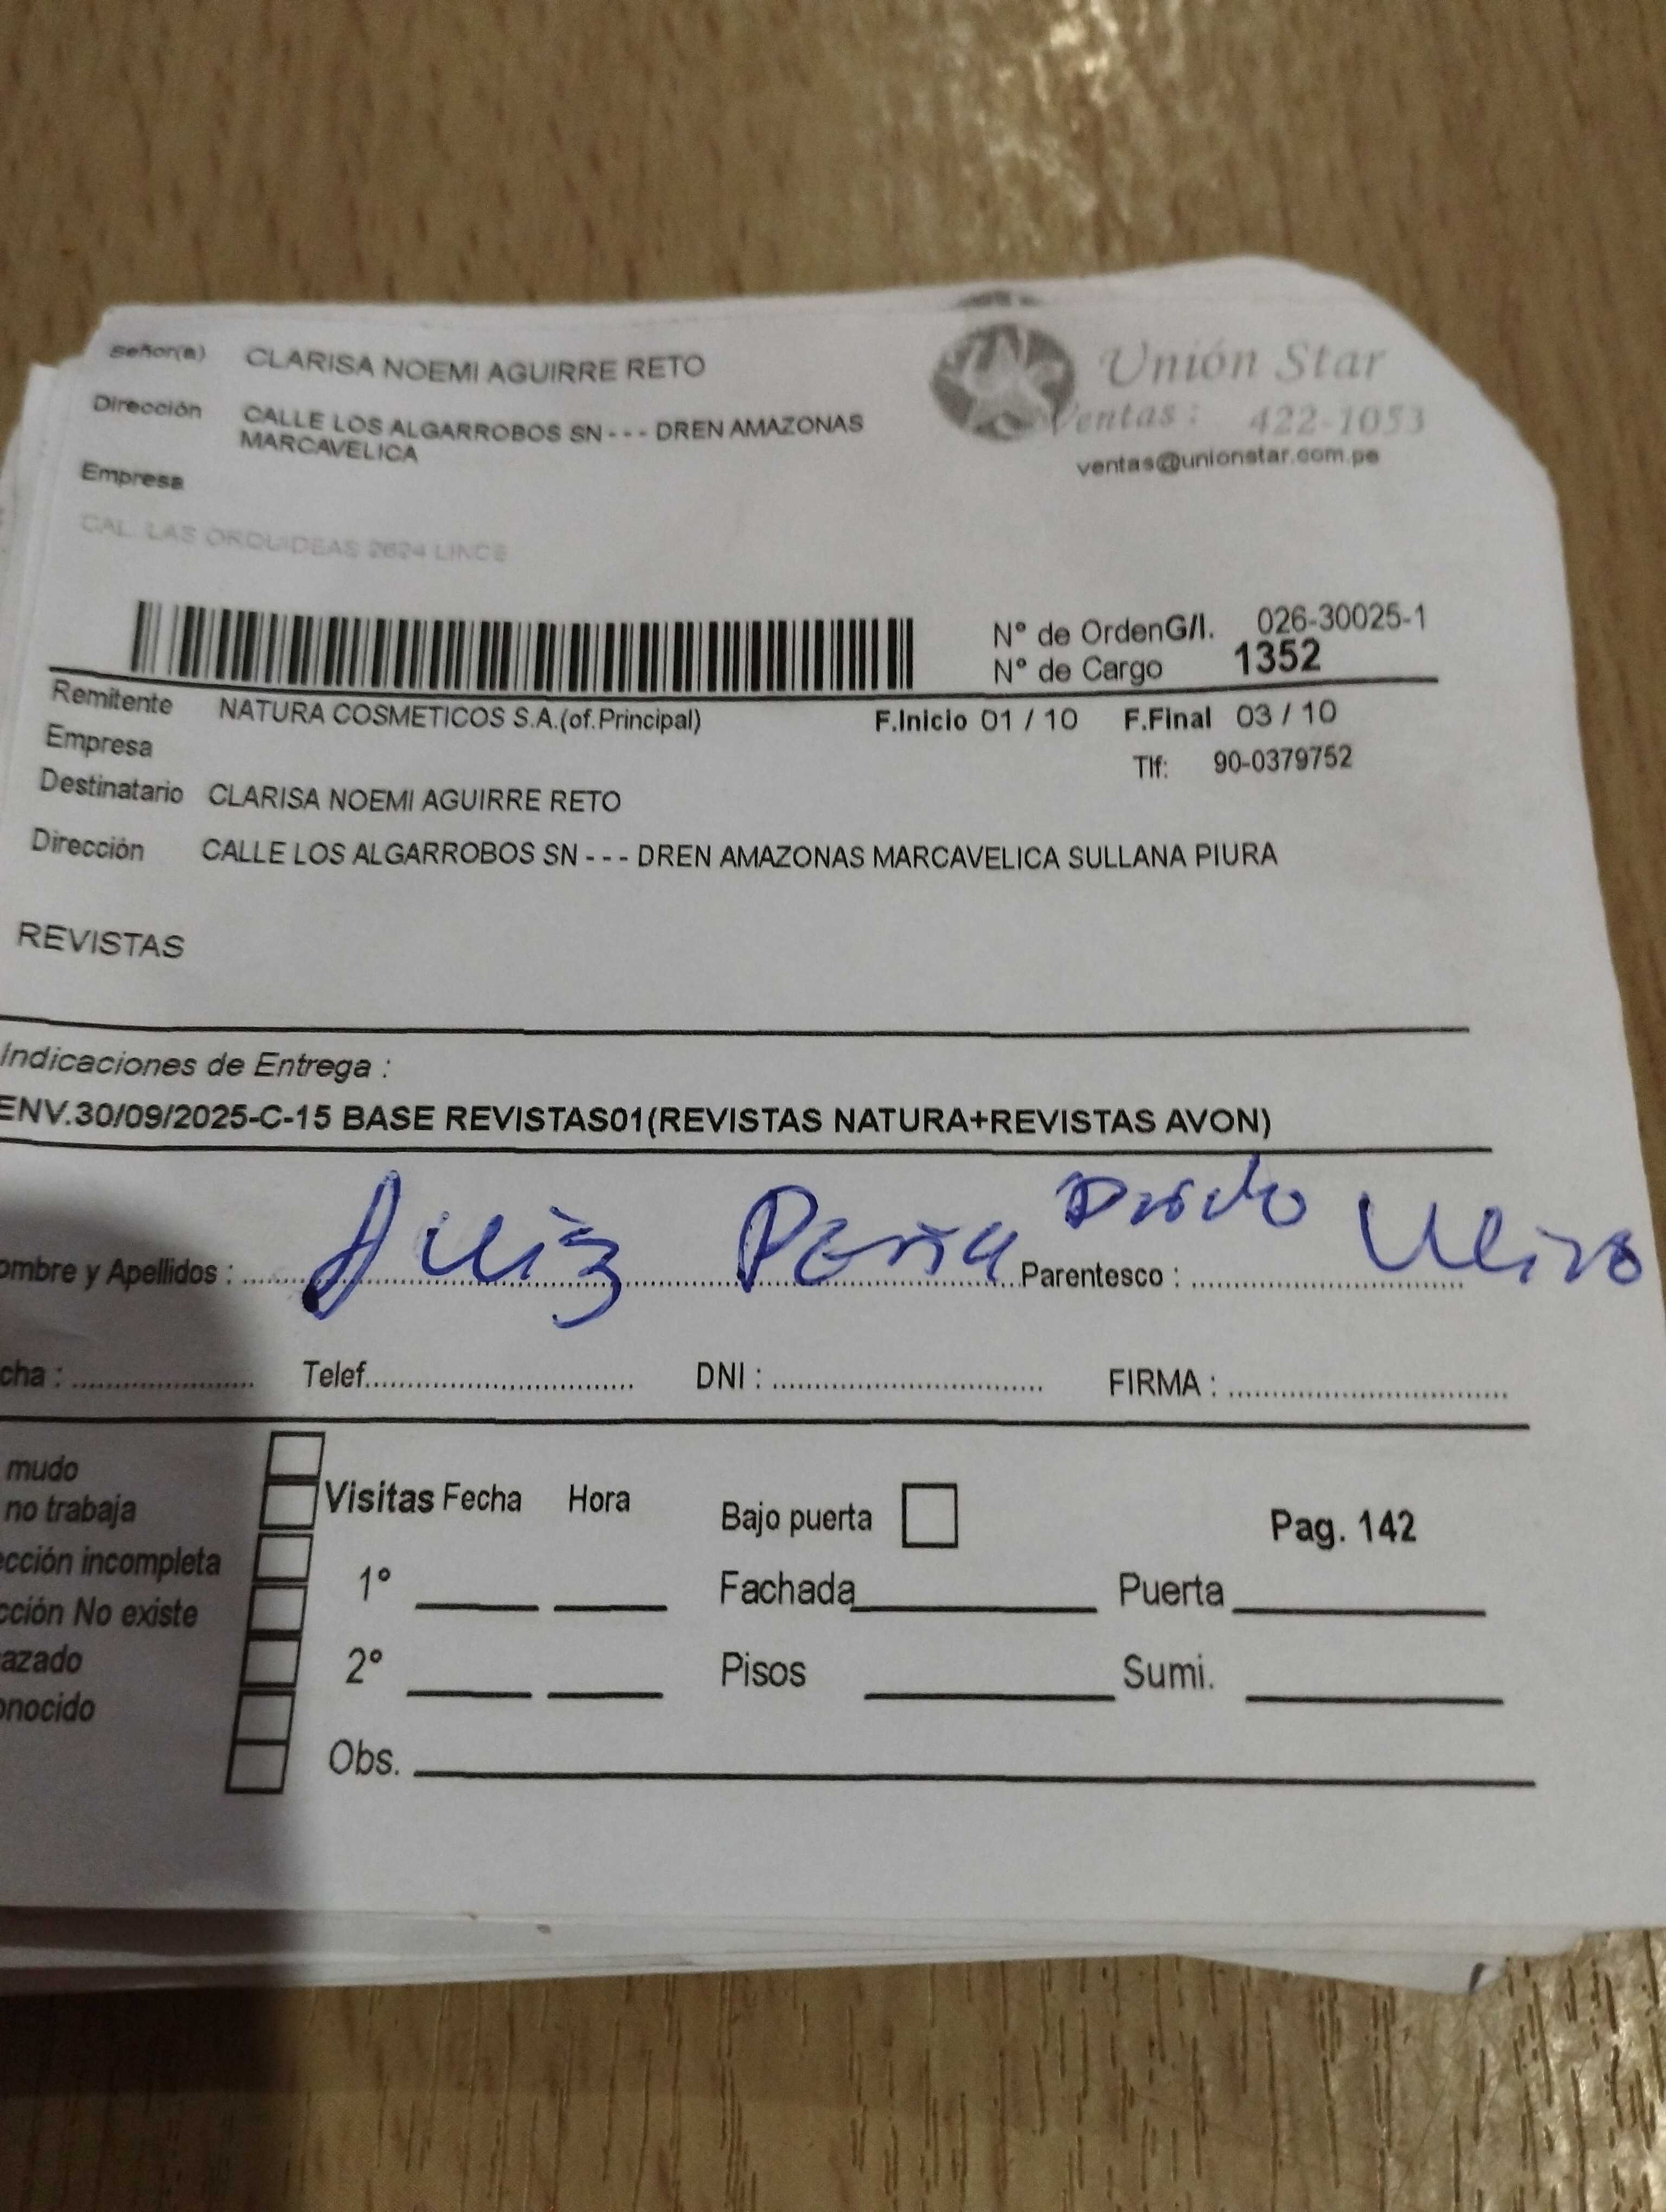 Señor(a) CLARISA NOEMI AGUIRRE RETO
Dirección CALLE LOS ALGARROBOS SN - - - DREN AMAZONAS
MARCAVELICA
Empresa
CAL. LAS ORQUIDEAS 2624 LINCE
Unión Star
Ventas : 422-1053
ventas@unionstar.com.pe
N° de OrdenG/I. 026-30025-1
N° de Cargo 1352
Remitente NATURA COSMETICOS S.A.(of.Principal) F.Inicio 01 / 10 F.Final 03 / 10
Empresa
Tlf: 90-0379752
Destinatario CLARISA NOEMI AGUIRRE RETO
Dirección CALLE LOS ALGARROBOS SN - - - DREN AMAZONAS MARCAVELICA SULLANA PIURA
REVISTAS
Indicaciones de Entrega :
ENV.30/09/2025-C-15 BASE REVISTAS01(REVISTAS NATURA+REVISTAS AVON)
ombre y Apellidos : Peña Parentesco :
cha : Telef. DNI : FIRMA :
mudo
no trabaja
ección incompleta
cción No existe
azado
onocido
Visitas Fecha Hora
1°
2°
Obs.
Bajo puerta
Fachada Puerta
Pisos Sumi.
Pag. 142